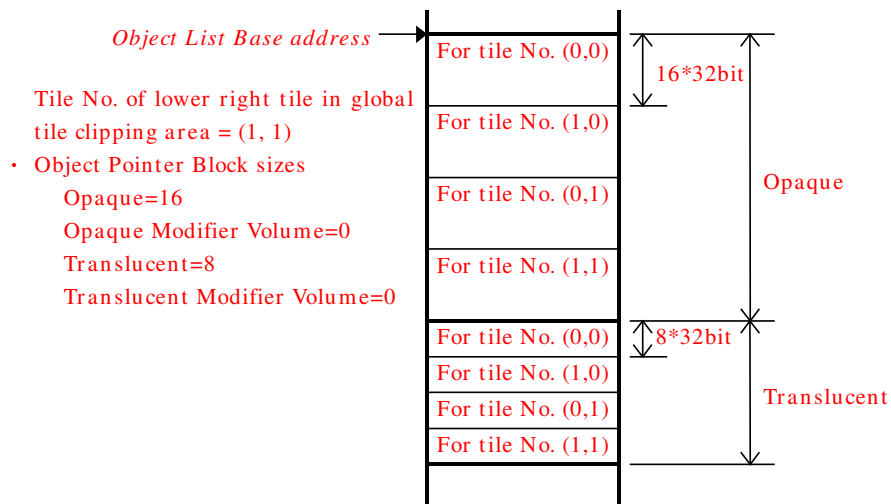 Object List Base address
Tile No. of lower right tile in global
tile clipping area = (1, 1)
・ Object Pointer Block sizes
Opaque=16
Opaque Modifier Volume=0
Translucent=8
Translucent Modifier Volume=0
For tile No. (0,0)
For tile No. (1,0)
For tile No. (0,1)
For tile No. (1,1)
For tile No. (0,0)
For tile No. (1,0)
For tile No. (0,1)
For tile No. (1,1)
16*32bit
8*32bit
Opaque
Translucent